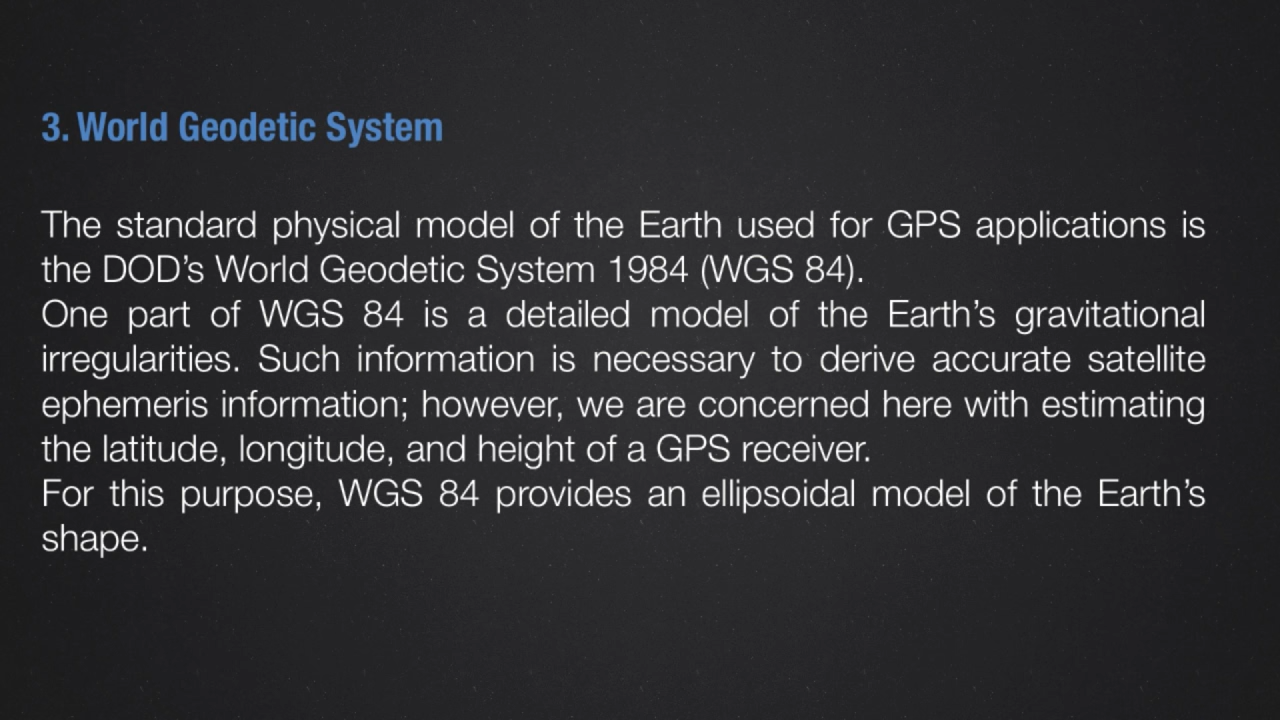 3. World Geodetic System
The standard physical model of the Earth used for GPS applications is
the DOD’s World Geodetic System 1984 (WGS 84).
One part of WGS 84 is a detailed model of the Earth’s gravitational
irregularities. Such information is necessary to derive accurate satellite
ephemeris information; however, we are concerned here with estimating
the latitude, longitude, and height of a GPS receiver.
For this purpose, WGS 84 provides an ellipsoidal model of the Earth’s
shape.